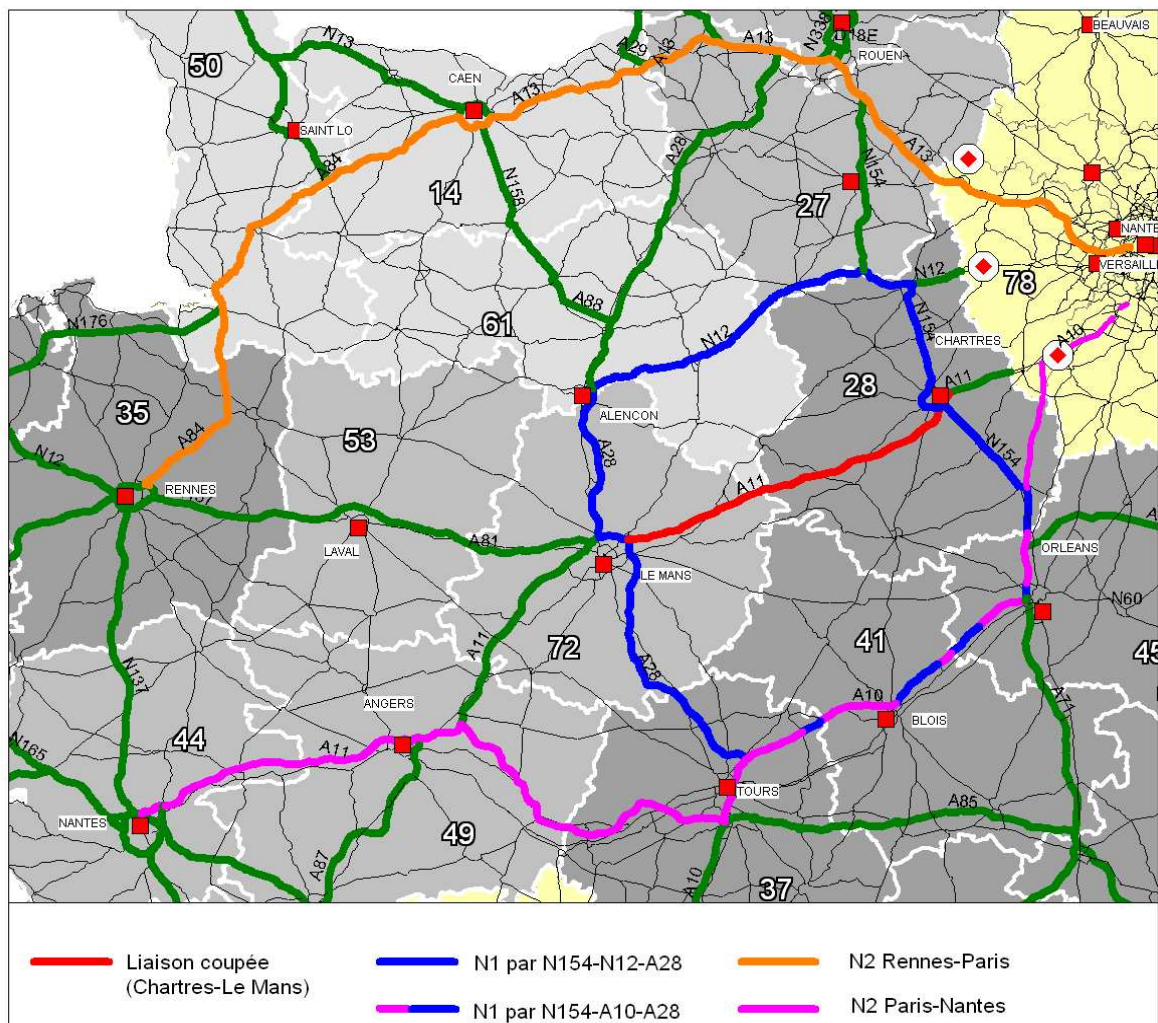 BEAUVAIS
N13
A29
A13
A13
N338
D18E
50
ROUEN
CAEN
A13
SAINT LO
A84
A28
A13
14
N158
27
N154
NANTE
VERSAILLE
N12
78
A88
61
N176
N12
N154
A10
CHARTRES
A11
28
35
ALENCON
53
A84
A28
N154
N12
A11
RENNES
A81
LAVAL
LE MANS
ORLEANS
N60
72
A11
41
45
N137
A28
ANGERS
A10
BLOIS
A71
44
A11
N165
TOURS
A85
NANTES
49
A87
A10
37
Liaison coupée
(Chartres-Le Mans)
N1 par N154-N12-A28
N2 Rennes-Paris
N1 par N154-A10-A28
N2 Paris-Nantes